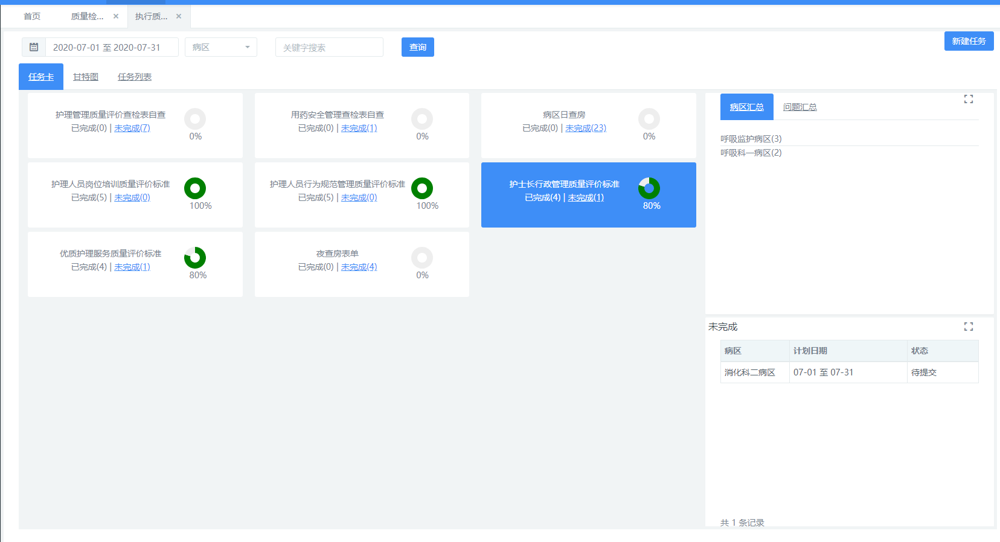 首页
质量检...
执行质...
2020-07-01 至 2020-07-31
病区
关键字搜索
查询
新建任务
任务卡
甘特图
任务列表
护理管理质量评价查检表自查
已完成(0) | 未完成(7)
0%
用药安全管理查检表自查
已完成(0) | 未完成(1)
0%
病区日查房
已完成(0) | 未完成(23)
0%
护理人员岗位培训质量评价标准
已完成(5) | 未完成(0)
100%
护理人员行为规范管理质量评价标准
已完成(5) | 未完成(0)
100%
护士长行政管理质量评价标准
已完成(4) | 未完成(1)
80%
优质护理服务质量评价标准
已完成(4) | 未完成(1)
80%
夜查房表单
已完成(0) | 未完成(4)
0%
病区汇总
问题汇总
呼吸监护病区(3)
呼吸科一病区(2)
未完成
病区 计划日期 状态
消化科二病区 07-01 至 07-31 待提交
共 1 条记录